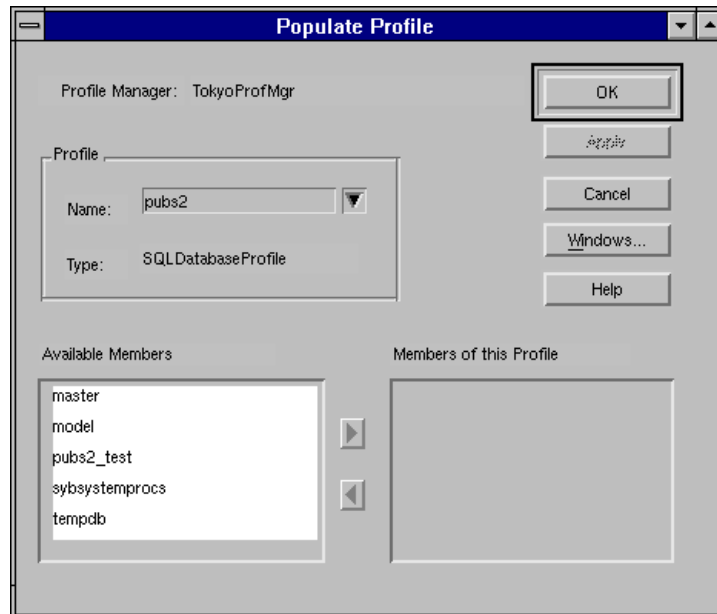 Populate Profile
Profile Manager: TokyoProfMgr
OK
Apply
Profile
Name: pubs2
Cancel
Type: SQLDatabaseProfile
Windows...
Help
Available Members
Members of this Profile
master
model
pubs2_test
sybsystemprocs
tempdb